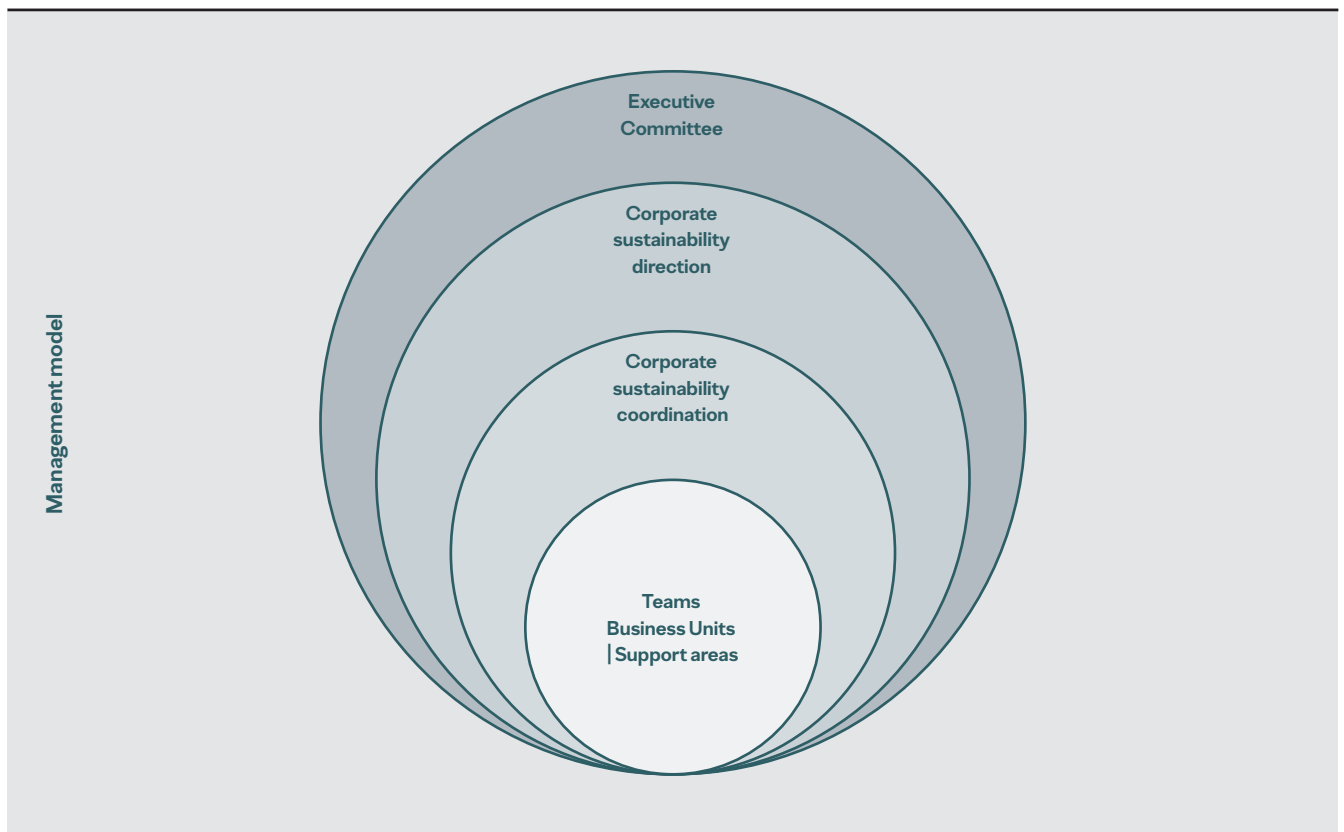 Management model
Executive
Committee
Corporate
sustainability
direction
Corporate
sustainability
coordination
Teams
Business Units
| Support areas